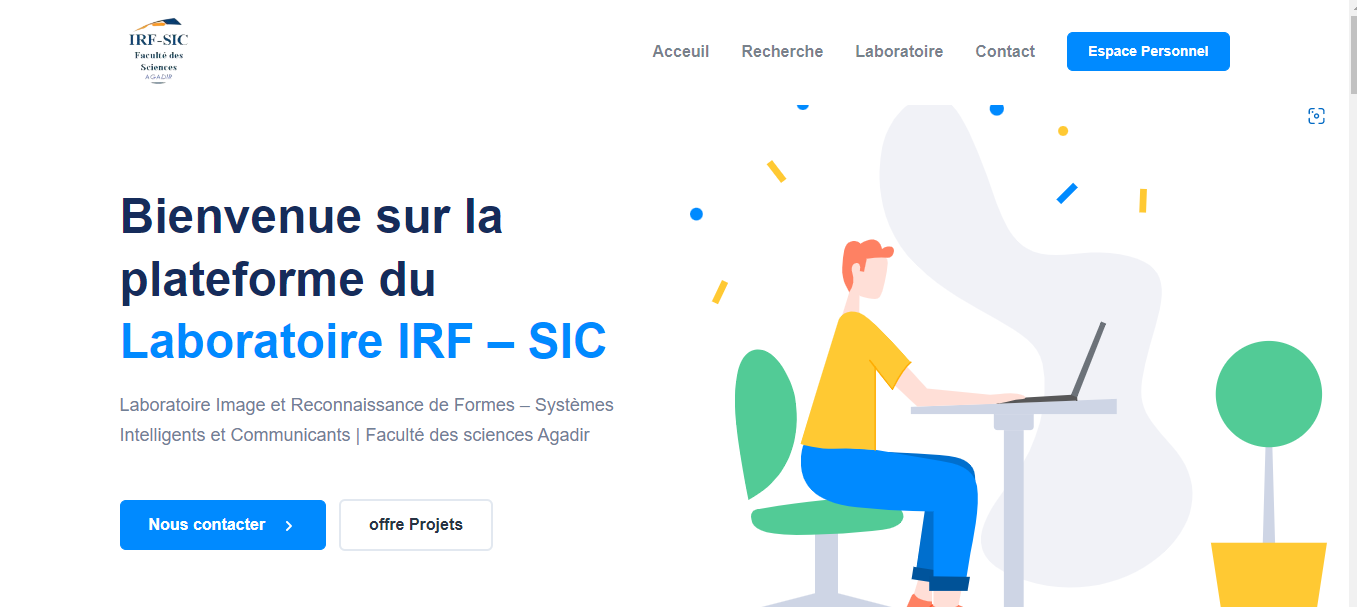 IRF-SIC
Faculté des
Sciences
AGADIR
Acceuil
Recherche
Laboratoire
Contact
Espace Personnel
Bienvenue sur la
plateforme du
Laboratoire IRF – SIC
Laboratoire Image et Reconnaissance de Formes – Systèmes
Intelligents et Communicants | Faculté des sciences Agadir
Nous contacter
offre Projets